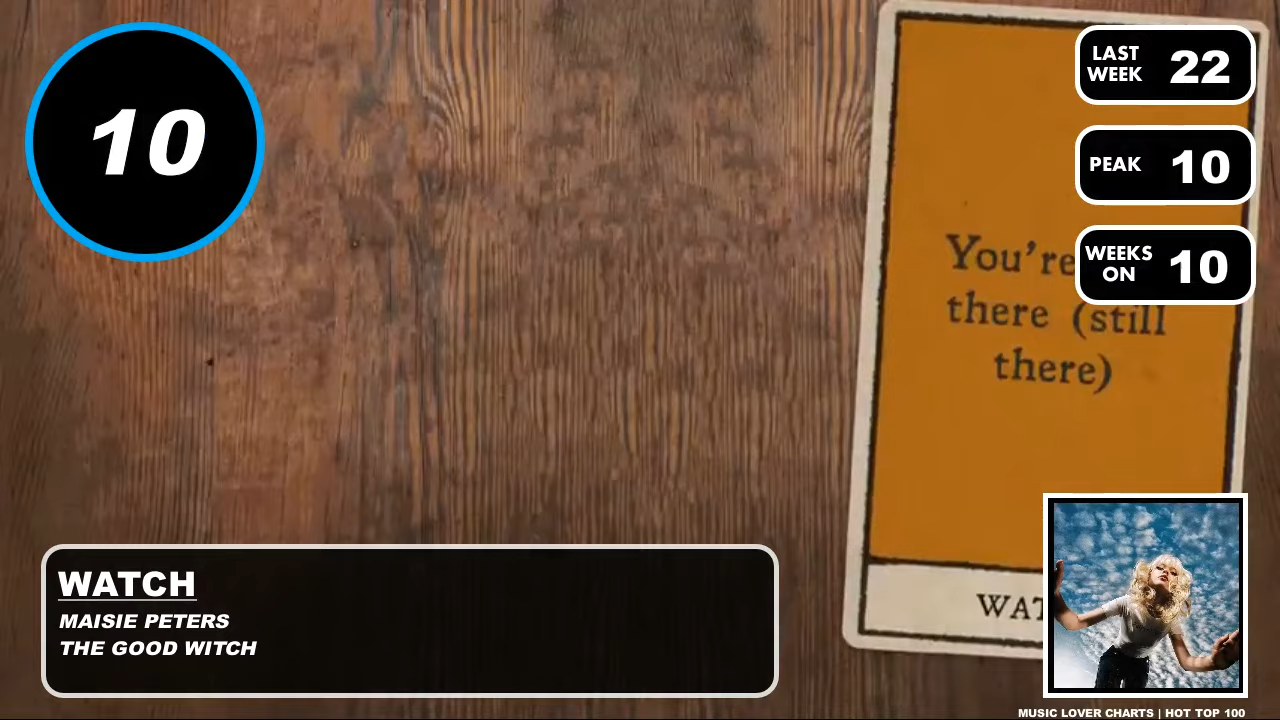 10
LAST
WEEK
22
PEAK
10
WEEKS
ON
10
You're
there (still
there)
WATCH
MAISIE PETERS
THE GOOD WITCH
MUSIC LOVER CHARTS | HOT TOP 100